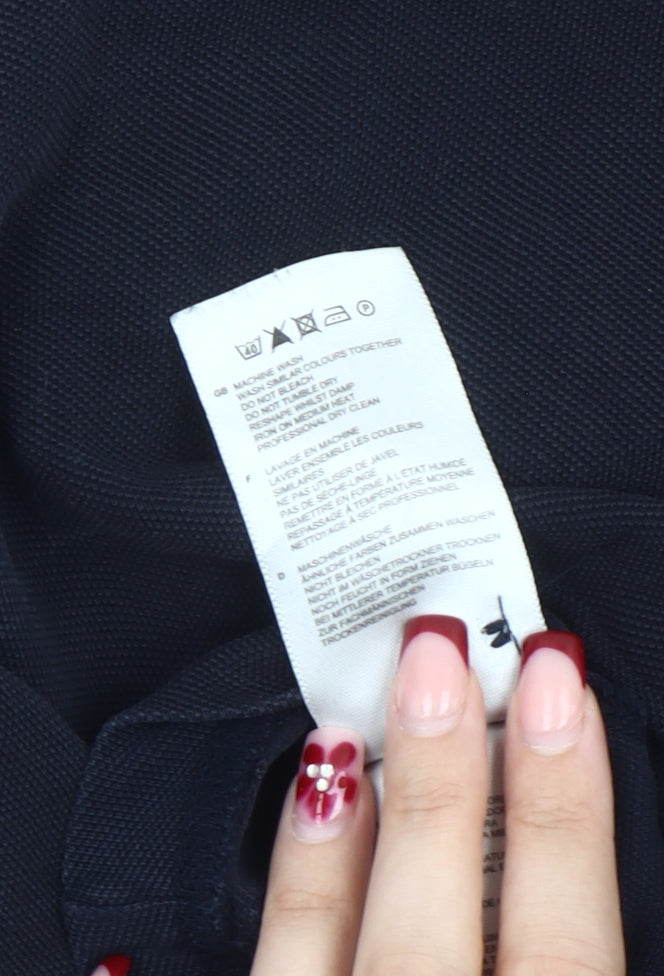 40
P
GB MACHINE WASH
WASH SIMILAR COLOURS TOGETHER
DO NOT BLEACH
DO NOT TUMBLE DRY
RESHAPE WHILST DAMP
IRON ON MEDIUM HEAT
PROFESSIONAL DRY CLEAN
F LAVAGE EN MACHINE
LAVER ENSEMBLE LES COULEURS
SIMILAIRES
NE PAS UTILISER DE JAVEL
PAS DE SÈCHE-LINGE
REMETTRE EN FORME À L'ÉTAT HUMIDE
REPASSAGE À TEMPÉRATURE MOYENNE
NETTOYAGE À SEC PROFESSIONNEL
D MASCHINENWÄSCHE
ÄHNLICHE FARBEN ZUSAMMEN WASCHEN
NICHT BLEICHEN
NICHT IM WÄSCHETROCKNER TROCKNEN
NOCH FEUCHT IN FORM ZIEHEN
BEI MITTLERER TEMPERATUR BÜGELN
ZUR FACHMÄNNISCHEN
TROCKENREINIGUNG